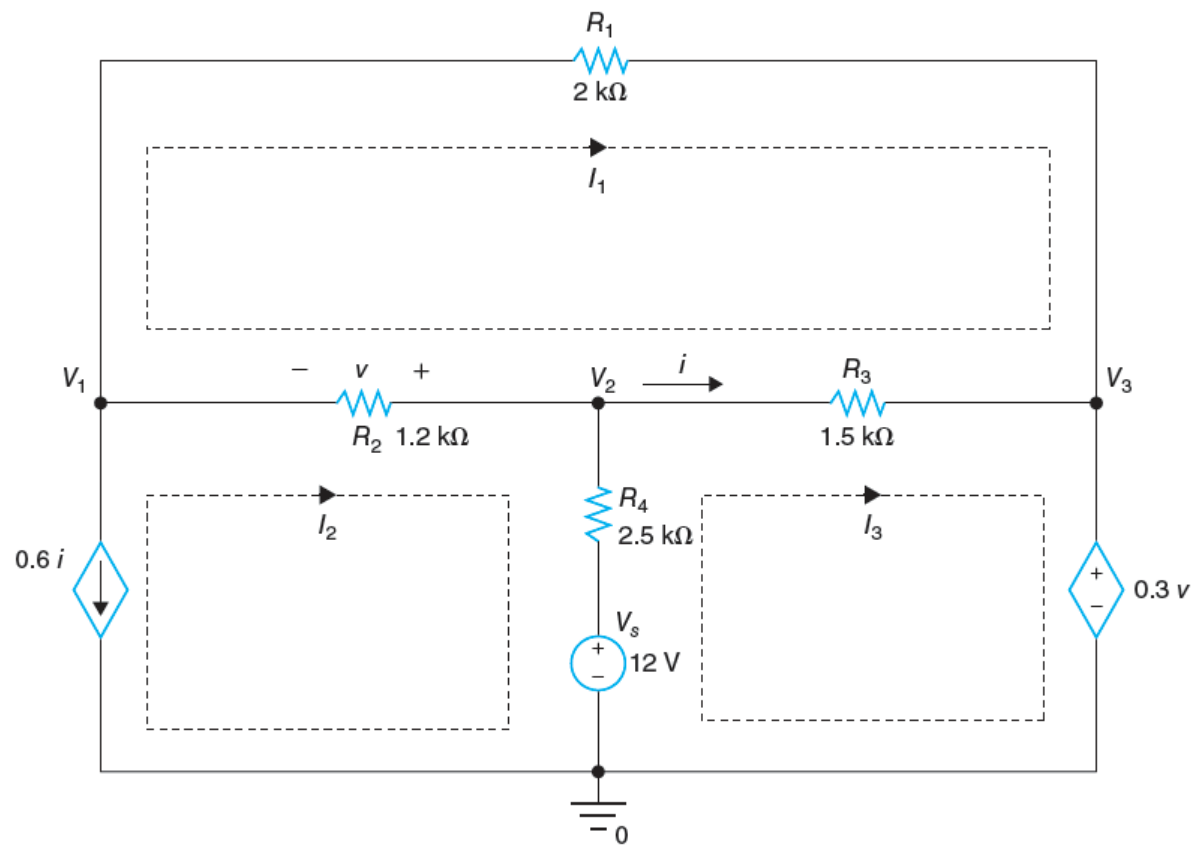 R₁
2 kΩ
I₁
V₁
− v +
V₂
i
R₃
V₃
R₂ 1.2 kΩ
1.5 kΩ
I₂
R₄
2.5 kΩ
I₃
0.6 i
+
−
0.3 v
Vₛ
+
−
12 V
0